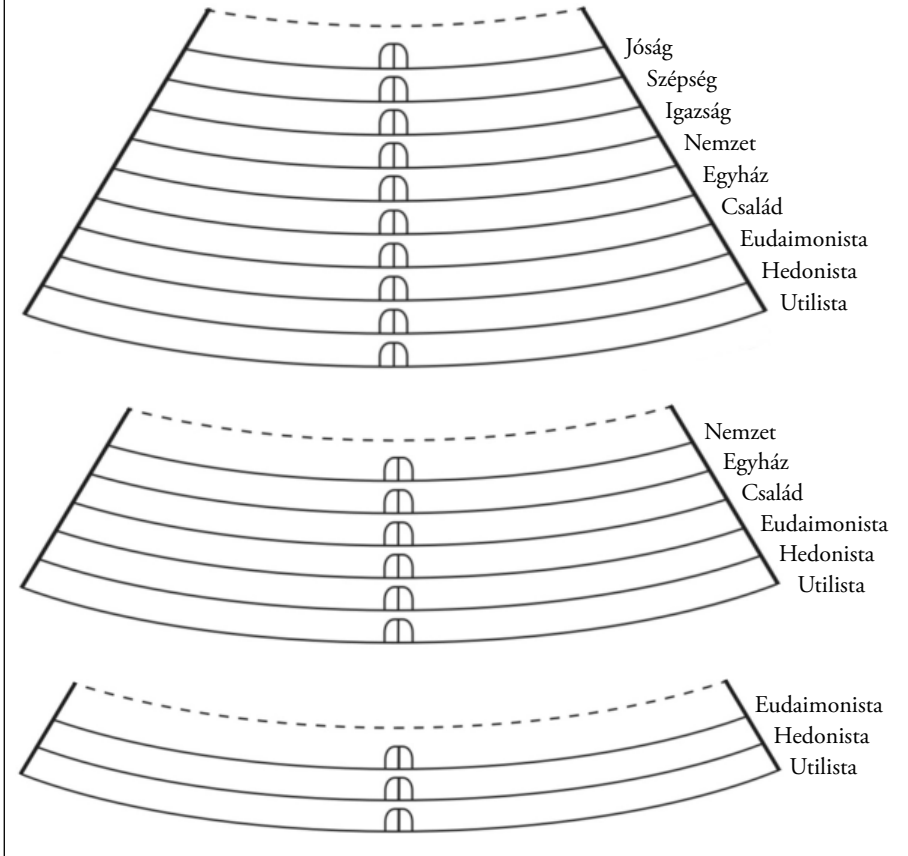 Jóság
Szépség
Igazság
Nemzet
Egyház
Család
Eudaimonista
Hedonista
Utilista
Nemzet
Egyház
Család
Eudaimonista
Hedonista
Utilista
Eudaimonista
Hedonista
Utilista